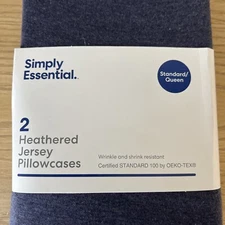 Simply
Essential.
Standard/
Queen
2
Heathered
Jersey
Pillowcases
Wrinkle and shrink resistant
Certified STANDARD 100 by OEKO-TEX®